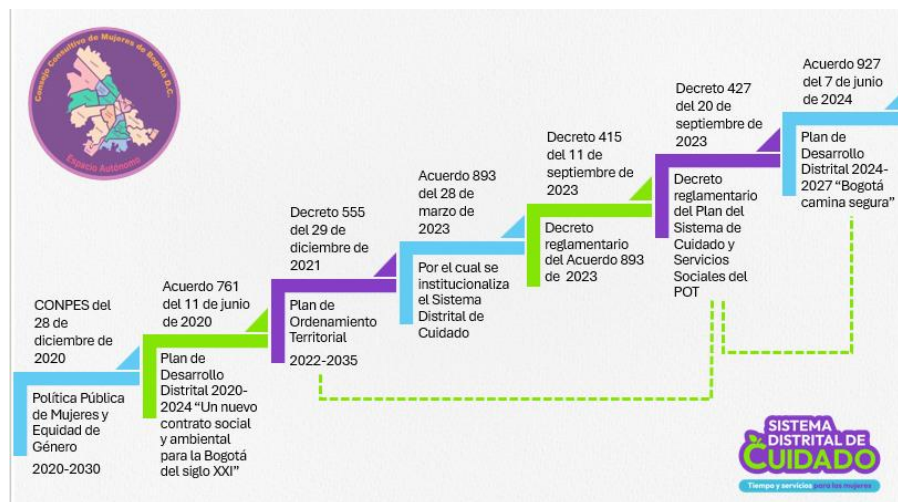 Consejo Consultivo de Mujeres de Bogotá D.C.
Espacio Autónomo
CONPES del
28 de
diciembre de
2020
Política Pública
de Mujeres y
Equidad de
Género
2020-2030
Acuerdo 761
del 11 de junio
de 2020
Plan de
Desarrollo
Distrital 2020-
2024 “Un nuevo
contrato social
y ambiental
para la Bogotá
del siglo XXI”
Decreto 555
del 29 de
diciembre de
2021
Plan de
Ordenamiento
Territorial
2022-2035
Acuerdo 893
del 28 de
marzo de
2023
Por el cual se
institucionaliza
el Sistema
Distrital de
Cuidado
Decreto 415
del 11 de
septiembre de
2023
Decreto
reglamentario
del Acuerdo 893
de 2023
Decreto 427
del 20 de
septiembre de
2023
Decreto
reglamentario
del Plan del
Sistema de
Cuidado y
Servicios
Sociales del
POT
Acuerdo 927
del 7 de junio
de 2024
Plan de
Desarrollo
Distrital 2024-
2027 “Bogotá
camina segura”
SISTEMA
DISTRITAL DE
CUIDADO
Tiempo y servicios para las mujeres